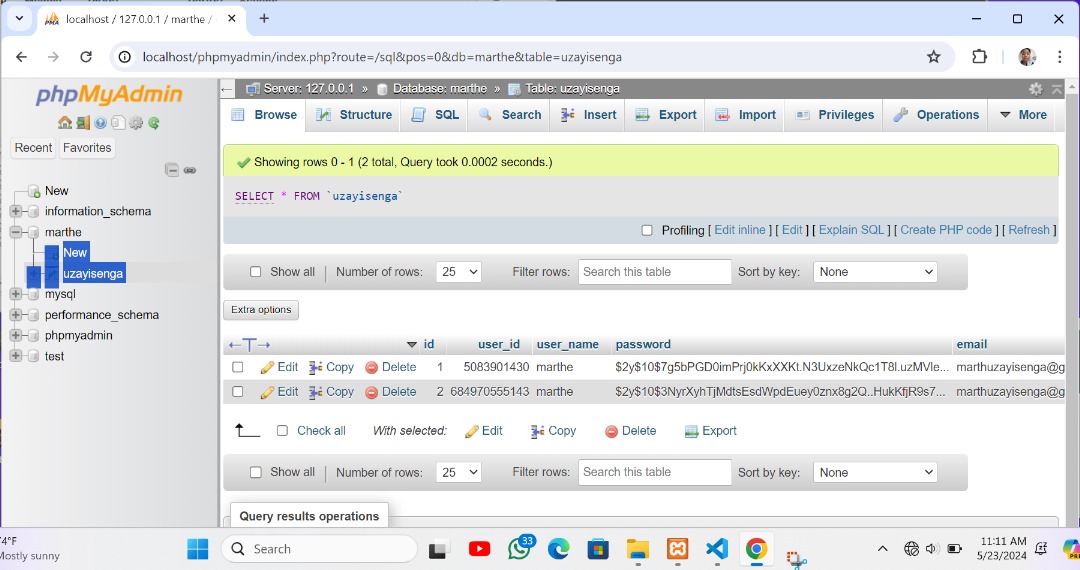 localhost / 127.0.0.1 / marthe /
localhost/phpmyadmin/index.php?route=/sql&pos=0&db=marthe&table=uzayisenga
phpMyAdmin
Recent Favorites
New
information_schema
marthe
New
uzayisenga
mysql
performance_schema
phpmyadmin
test
Server: 127.0.0.1 » Database: marthe » Table: uzayisenga
Browse Structure SQL Search Insert Export Import Privileges Operations More
Showing rows 0 - 1 (2 total, Query took 0.0002 seconds.)
SELECT * FROM `uzayisenga`
Profiling [ Edit inline ] [ Edit ] [ Explain SQL ] [ Create PHP code ] [ Refresh ]
Show all Number of rows: 25 Filter rows: Search this table Sort by key: None
Extra options
id user_id user_name password email
Edit Copy Delete 1 5083901430 marthe $2y$10$7g5bPGD0imPrj0kKxXXKt.N3UxzeNkQc1T8l.uzMVle... marthuzayisenga@g
Edit Copy Delete 2 684970555143 marthe $2y$10$3NyrXyhTjMdtsEsdWpdEuey0znx8g2Q..HukKfjR9s7... marthuzayisenga@g
Check all With selected: Edit Copy Delete Export
Show all Number of rows: 25 Filter rows: Search this table Sort by key: None
Query results operations
4°F
Mostly sunny
Search
33
11:11 AM
5/23/2024